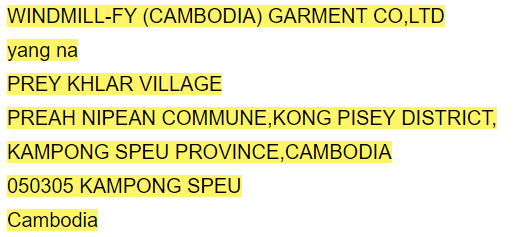 WINDMILL-FY (CAMBODIA) GARMENT CO,LTD
yang na
PREY KHLAR VILLAGE
PREAH NIPEAN COMMUNE,KONG PISEY DISTRICT,
KAMPONG SPEU PROVINCE,CAMBODIA
050305 KAMPONG SPEU
Cambodia